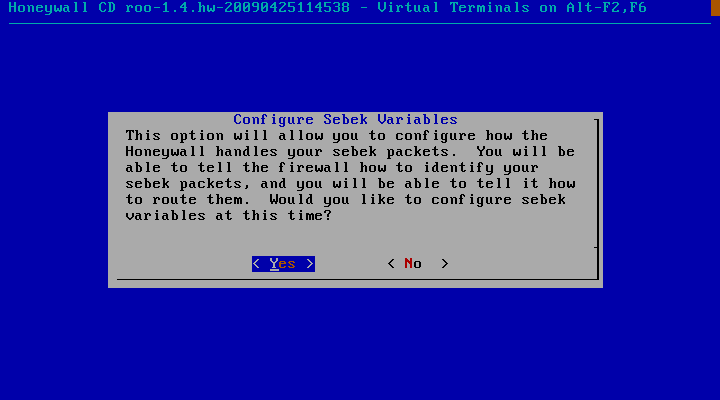 Honeywall CD roo-1.4.hw-20090425114538 - Virtual Terminals on Alt-F2,F6
Configure Sebek Variables
This option will allow you to configure how the
Honeywall handles your sebek packets.  You will be
able to tell the firewall how to identify your
sebek packets, and you will be able to tell it how
to route them.  Would you like to configure sebek
variables at this time?
< Yes >        < No  >